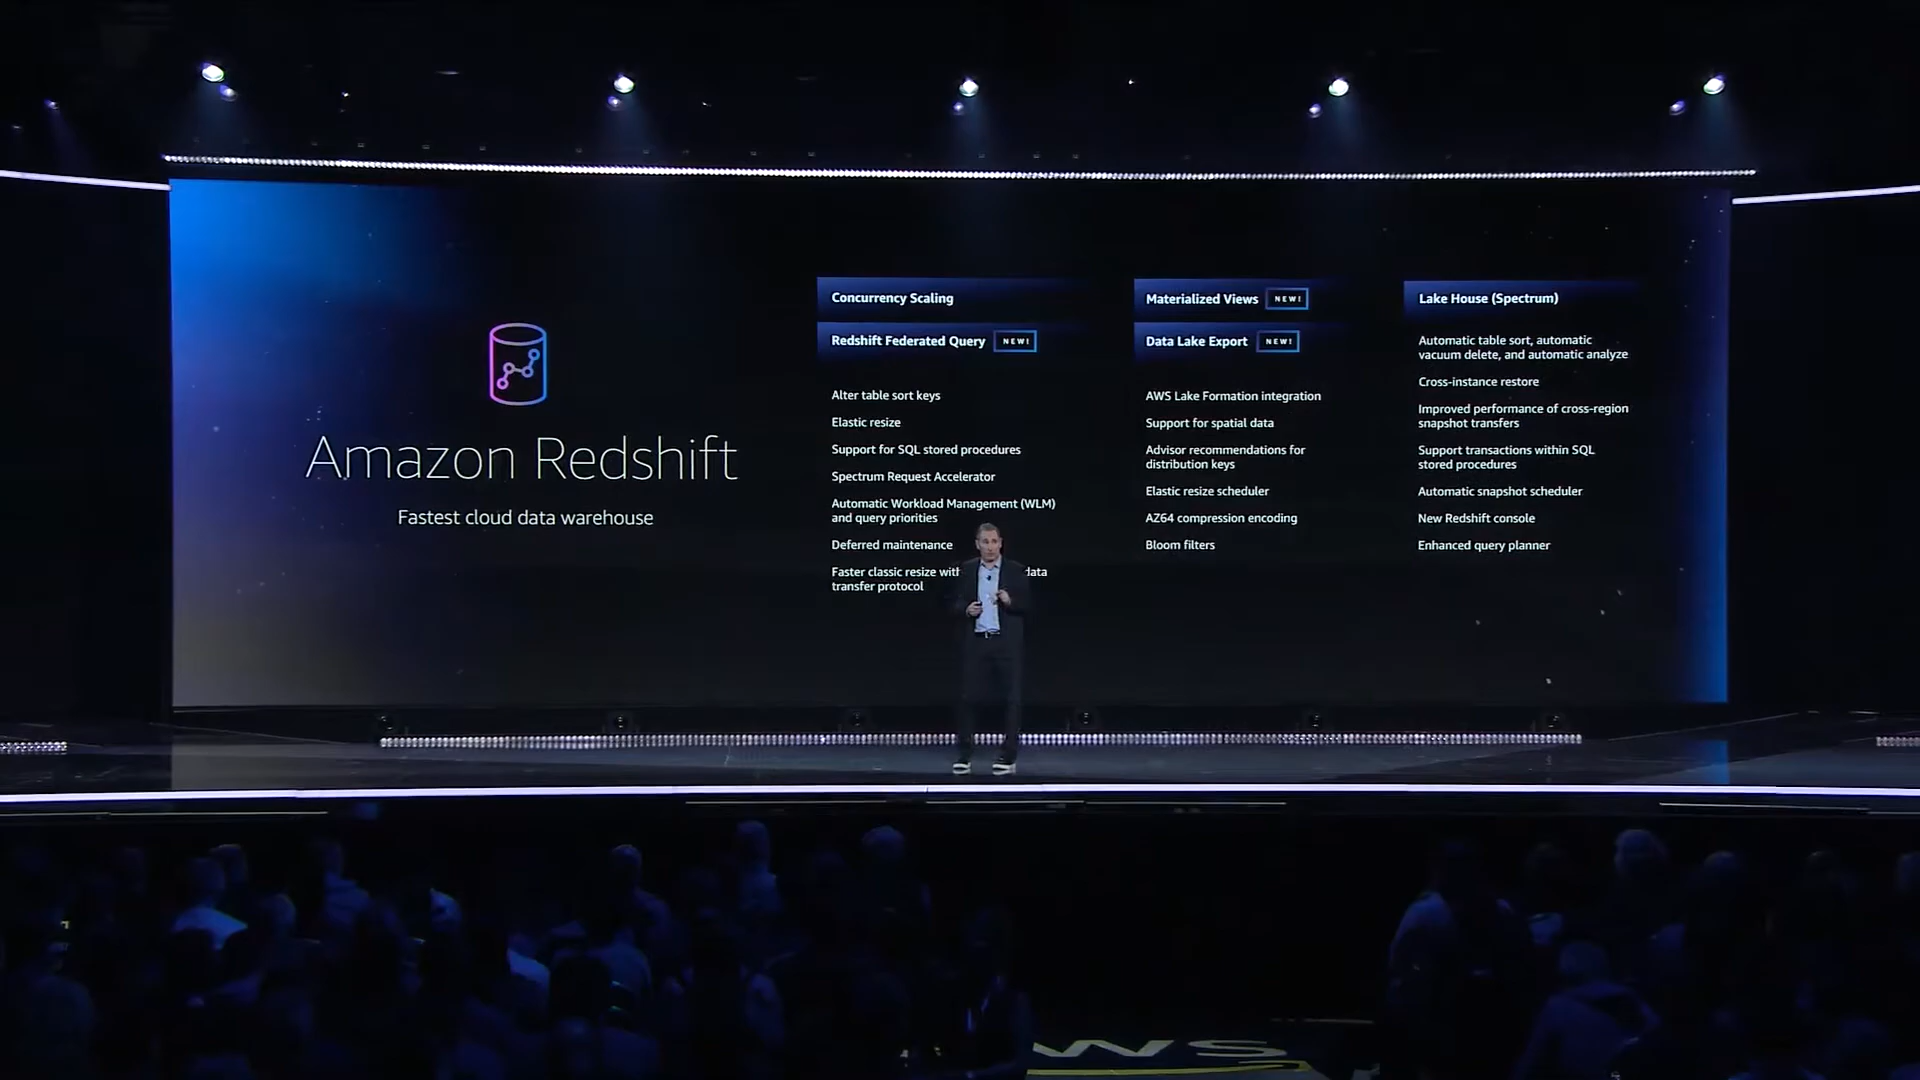 Amazon Redshift
Fastest cloud data warehouse
Concurrency Scaling
Redshift Federated Query NEW!
Alter table sort keys
Elastic resize
Support for SQL stored procedures
Spectrum Request Accelerator
Automatic Workload Management (WLM)
and query priorities
Deferred maintenance
Faster classic resize with data
transfer protocol
Materialized Views NEW!
Data Lake Export NEW!
AWS Lake Formation integration
Support for spatial data
Advisor recommendations for
distribution keys
Elastic resize scheduler
AZ64 compression encoding
Bloom filters
Lake House (Spectrum)
Automatic table sort, automatic
vacuum delete, and automatic analyze
Cross-instance restore
Improved performance of cross-region
snapshot transfers
Support transactions within SQL
stored procedures
Automatic snapshot scheduler
New Redshift console
Enhanced query planner